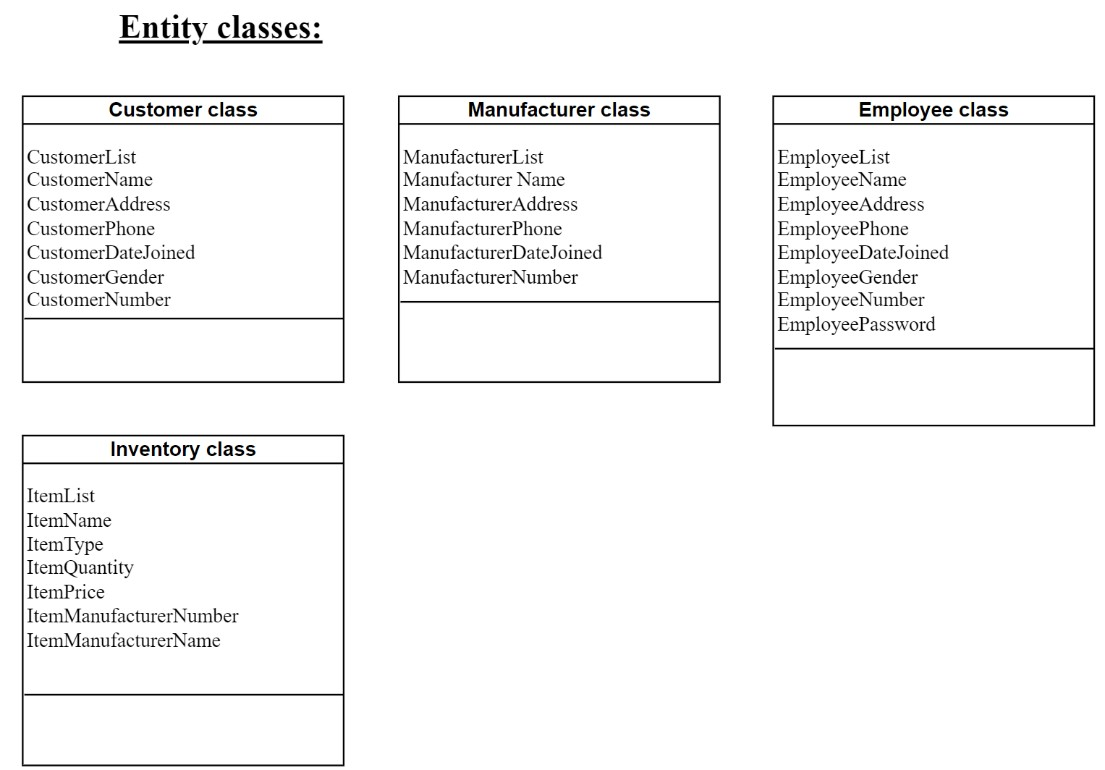 Entity classes:
Customer class
CustomerList
CustomerName
CustomerAddress
CustomerPhone
CustomerDateJoined
CustomerGender
CustomerNumber
Manufacturer class
ManufacturerList
Manufacturer Name
ManufacturerAddress
ManufacturerPhone
ManufacturerDateJoined
ManufacturerNumber
Employee class
EmployeeList
EmployeeName
EmployeeAddress
EmployeePhone
EmployeeDateJoined
EmployeeGender
EmployeeNumber
EmployeePassword
Inventory class
ItemList
ItemName
ItemType
ItemQuantity
ItemPrice
ItemManufacturerNumber
ItemManufacturerName